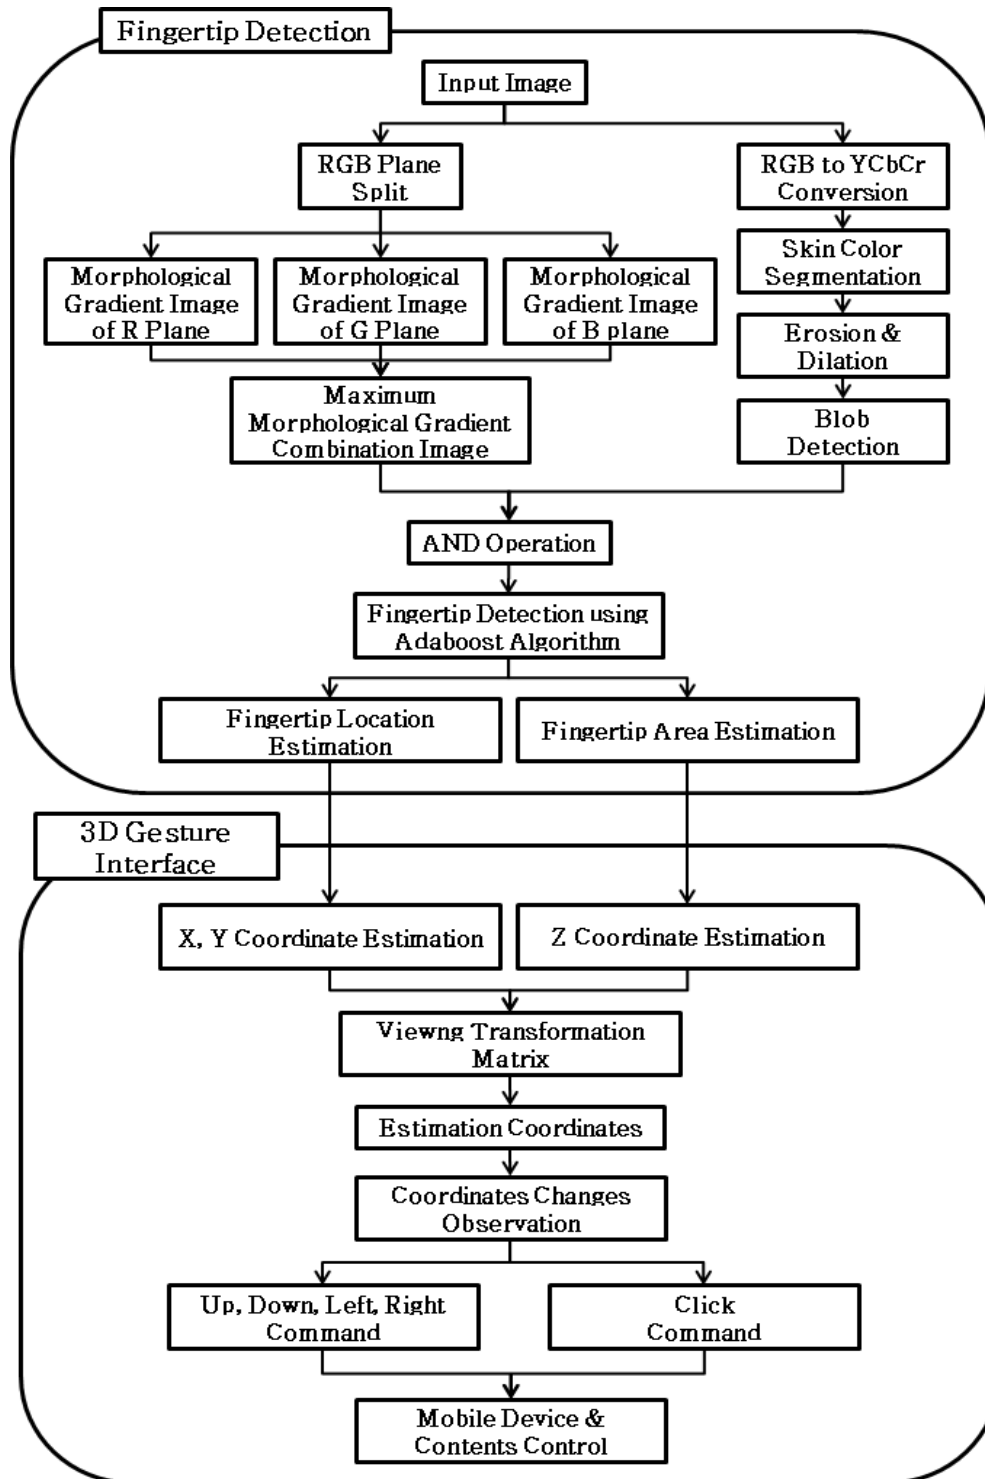 Fingertip Detection
Input Image
RGB Plane
Split
RGB to YCbCr
Conversion
Morphological
Gradient Image
of R Plane
Morphological
Gradient Image
of G Plane
Morphological
Gradient Image
of B plane
Skin Color
Segmentation
Erosion &
Dilation
Maximum
Morphological Gradient
Combination Image
Blob
Detection
AND Operation
Fingertip Detection using
Adaboost Algorithm
Fingertip Location
Estimation
Fingertip Area Estimation
3D Gesture
Interface
X, Y Coordinate Estimation
Z Coordinate Estimation
Viewng Transformation
Matrix
Estimation Coordinates
Coordinates Changes
Observation
Up, Down, Left, Right
Command
Click
Command
Mobile Device &
Contents Control